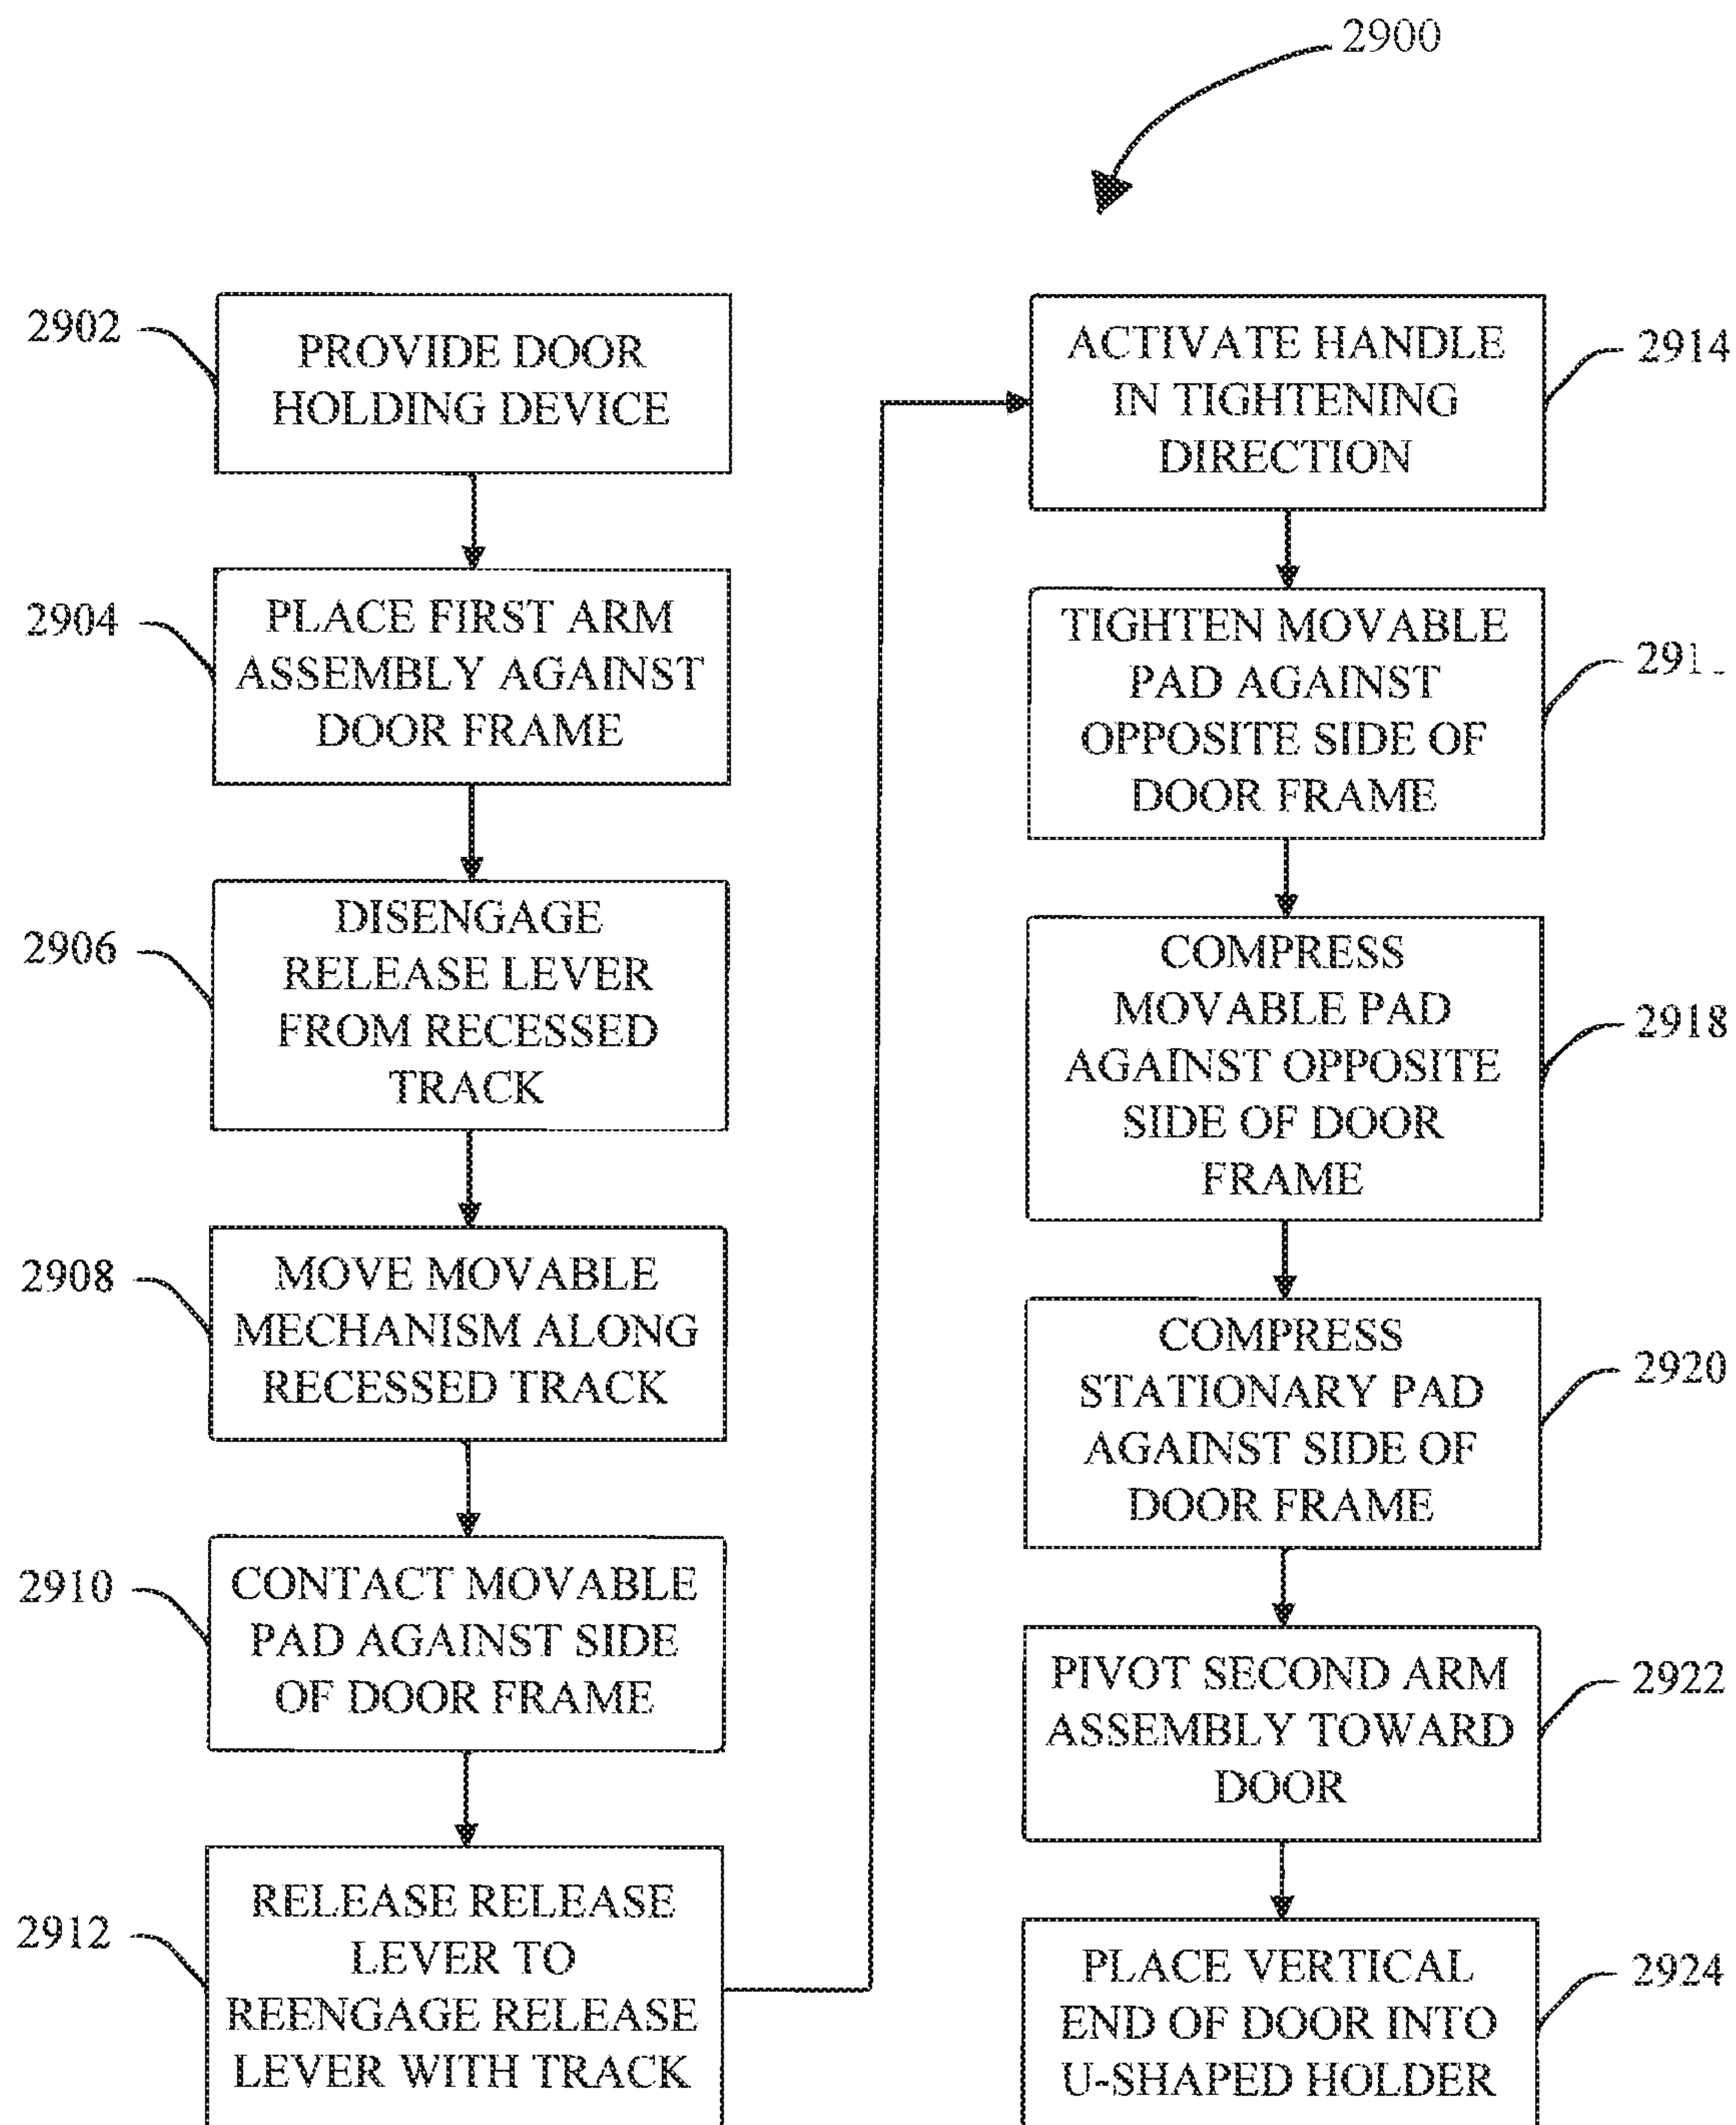 2900
2902
PROVIDE DOOR
HOLDING DEVICE
2904
PLACE FIRST ARM
ASSEMBLY AGAINST
DOOR FRAME
2906
DISENGAGE
RELEASE LEVER
FROM RECESSED
TRACK
2908
MOVE MOVABLE
MECHANISM ALONG
RECESSED TRACK
2910
CONTACT MOVABLE
PAD AGAINST SIDE
OF DOOR FRAME
2912
RELEASE RELEASE
LEVER TO
REENGAGE RELEASE
LEVER WITH TRACK
ACTIVATE HANDLE
IN TIGHTENING
DIRECTION
2914
TIGHTEN MOVABLE
PAD AGAINST
OPPOSITE SIDE OF
DOOR FRAME
COMPRESS
MOVABLE PAD
AGAINST OPPOSITE
SIDE OF DOOR
FRAME
2918
COMPRESS
STATIONARY PAD
AGAINST SIDE OF
DOOR FRAME
2920
PIVOT SECOND ARM
ASSEMBLY TOWARD
DOOR
2922
PLACE VERTICAL
END OF DOOR INTO
U-SHAPED HOLDER
2924